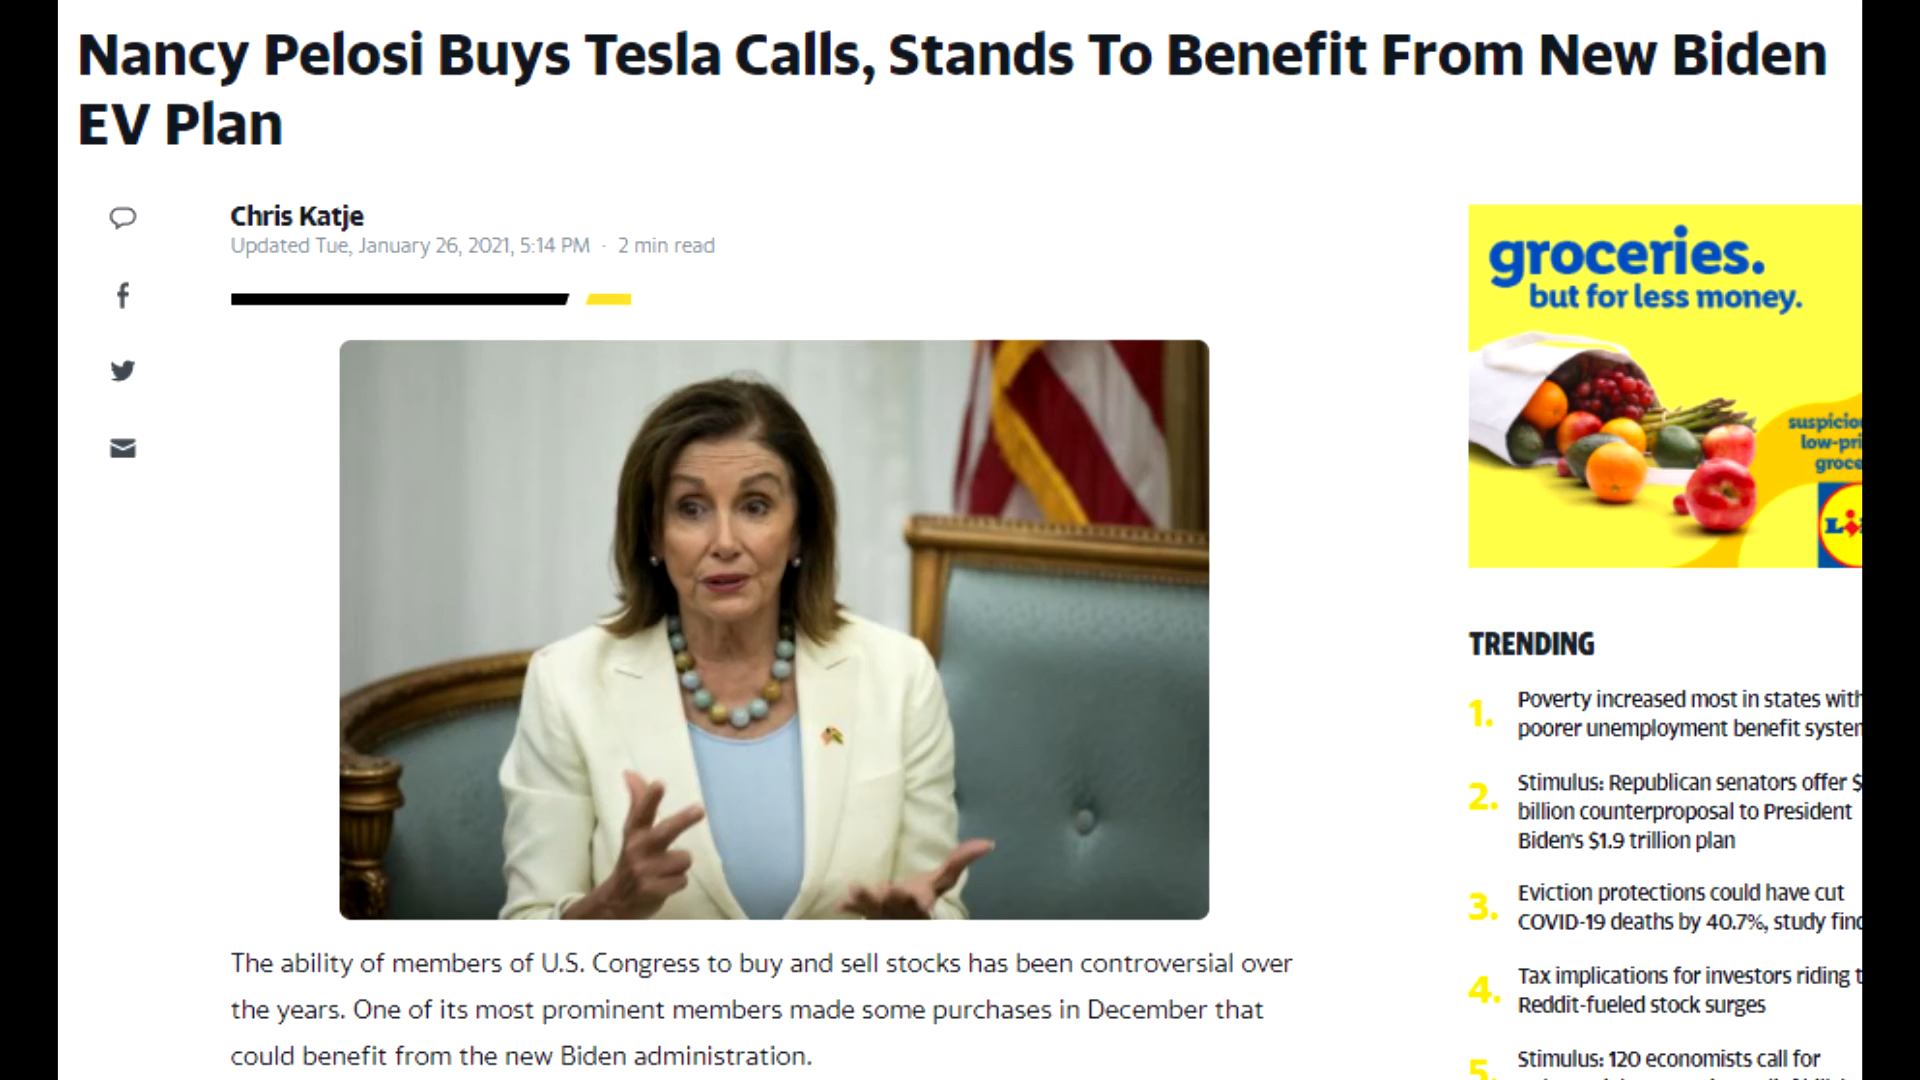 Nancy Pelosi Buys Tesla Calls, Stands To Benefit From New Biden
EV Plan
Chris Katje
Updated Tue, January 26, 2021, 5:14 PM · 2 min read
The ability of members of U.S. Congress to buy and sell stocks has been controversial over
the years. One of its most prominent members made some purchases in December that
could benefit from the new Biden administration.
groceries.
but for less money.
TRENDING
1.
Poverty increased most in states with
poorer unemployment benefit
2.
Stimulus: Republican senators offer $
billion counterproposal to President
Biden's $1.9 trillion plan
3.
Eviction protections could have cut
COVID-19 deaths by 40.7%, study
4.
Tax implications for investors riding
Reddit-fueled stock surges
5.
Stimulus: 120 economists call for